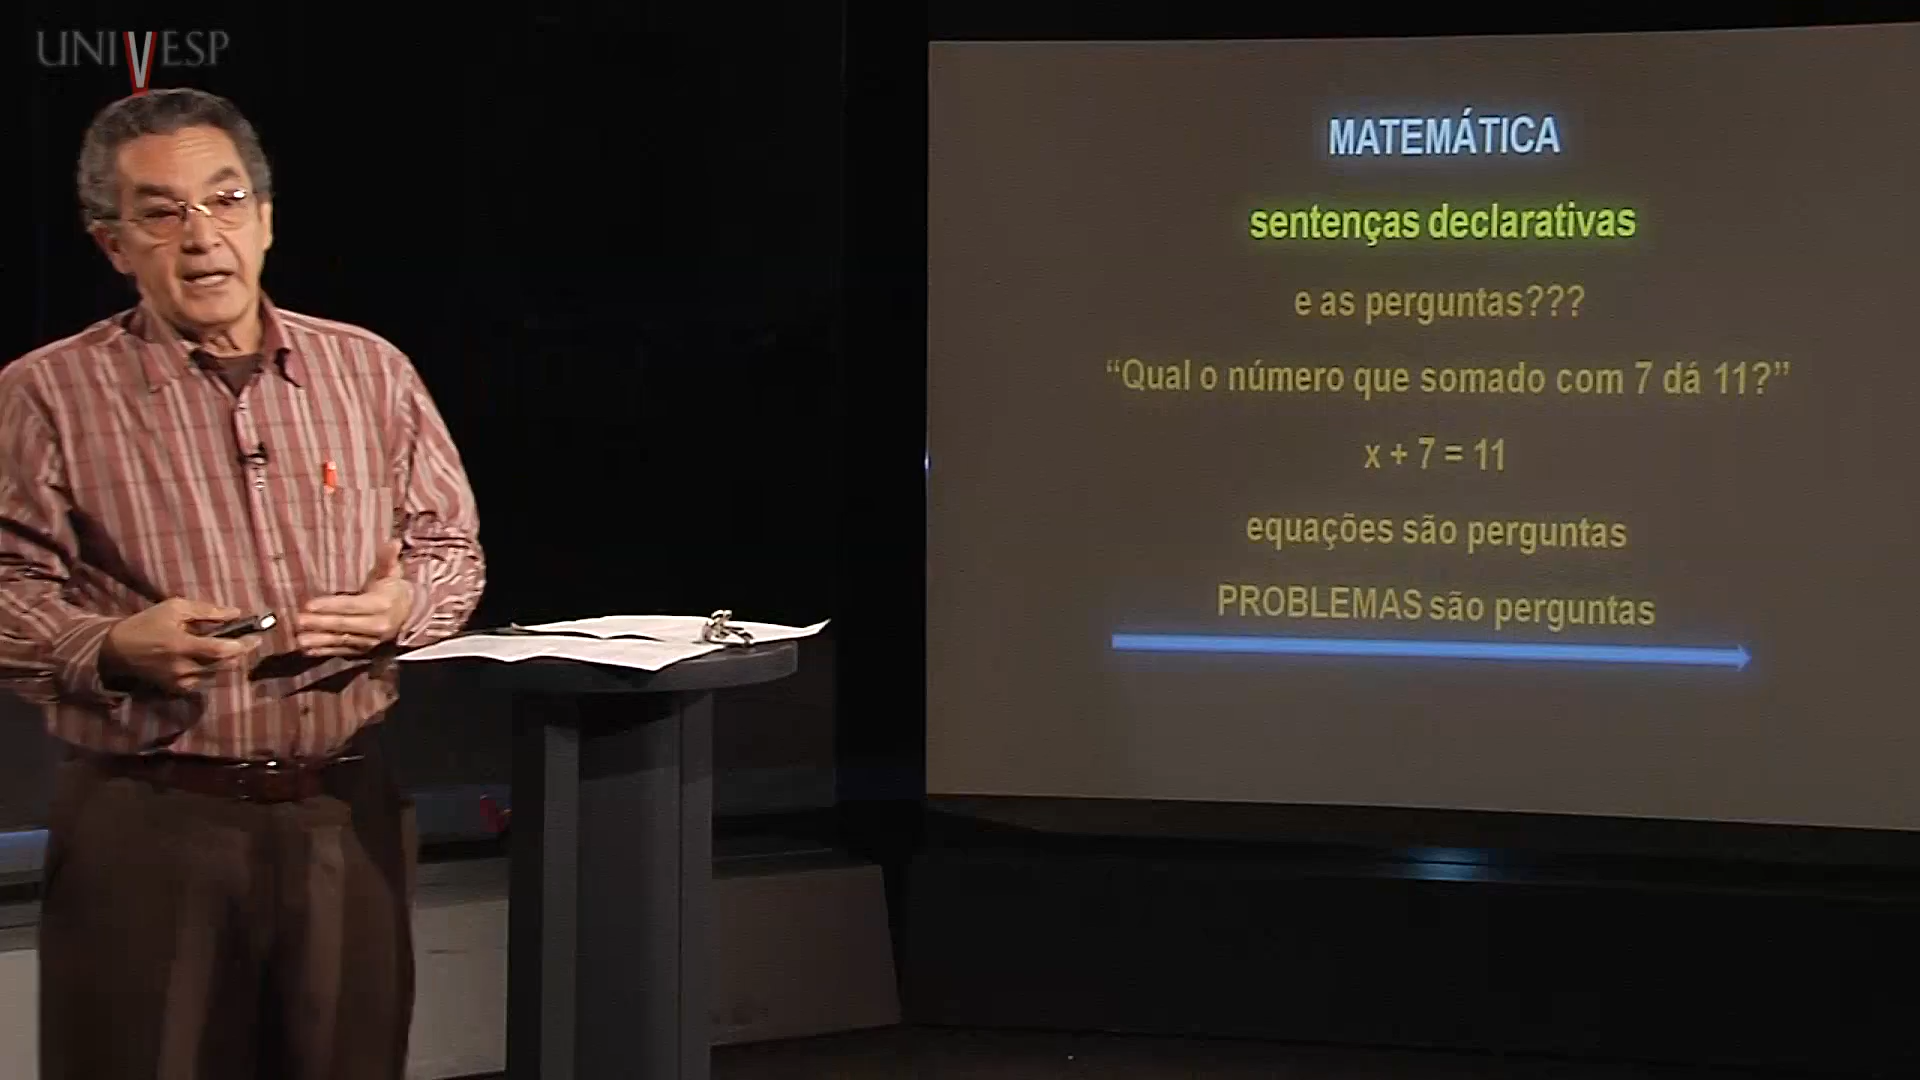 UNIVESP
MATEMÁTICA
sentenças declarativas
e as perguntas???
“Qual o número que somado com 7 dá 11?”
x + 7 = 11
equações são perguntas
PROBLEMAS são perguntas